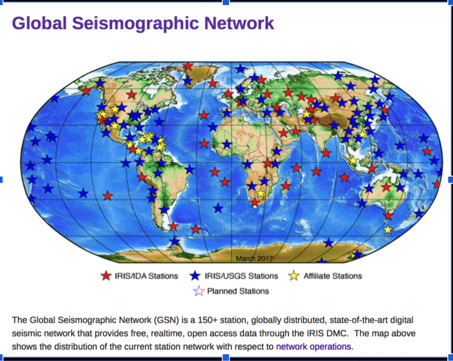 Global Seismographic Network
March 2017
IRIS/IDA Stations IRIS/USGS Stations Affiliate Stations
Planned Stations
The Global Seismographic Network (GSN) is a 150+ station, globally distributed, state-of-the-art digital
seismic network that provides free, realtime, open access data through the IRIS DMC. The map above
shows the distribution of the current station network with respect to network operations.